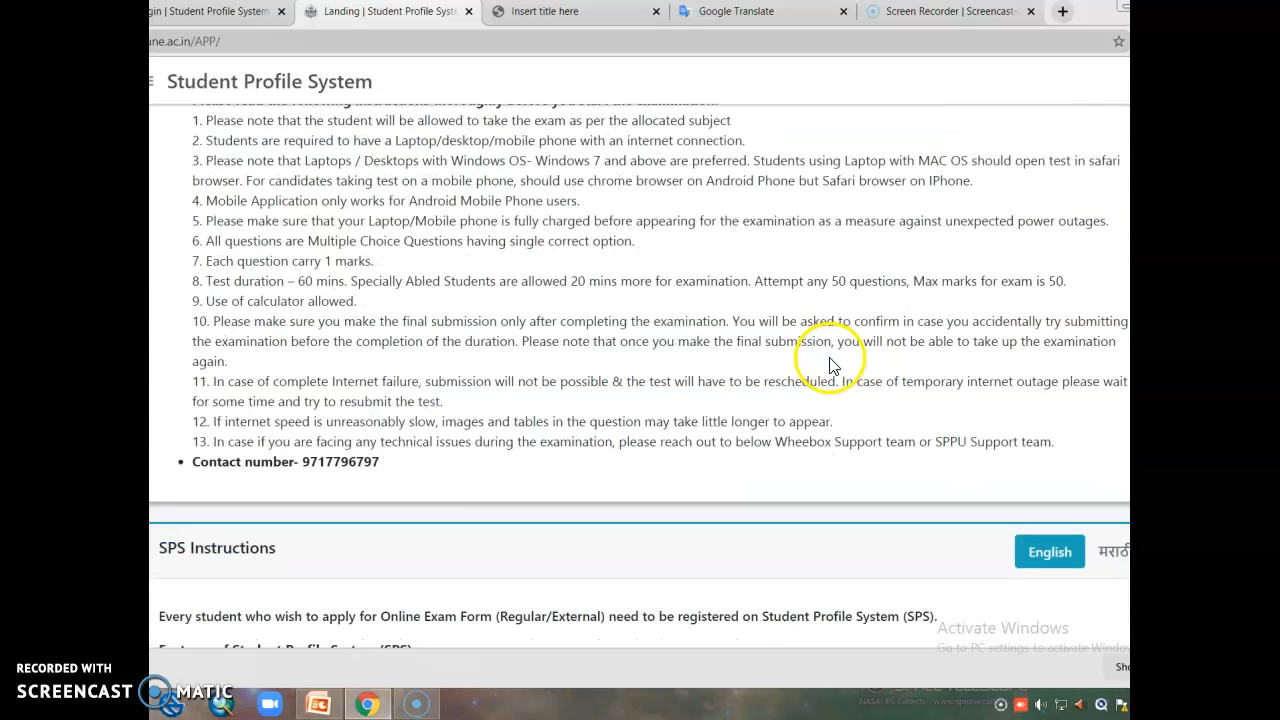 gin | Student Profile System
Landing | Student Profile Syste
Insert title here
Google Translate
Screen Recorder | Screencast-
une.ac.in/APP/
Student Profile System
1. Please note that the student will be allowed to take the exam as per the allocated subject
2. Students are required to have a Laptop/desktop/mobile phone with an internet connection.
3. Please note that Laptops / Desktops with Windows OS- Windows 7 and above are preferred. Students using Laptop with MAC OS should open test in safari
browser. For candidates taking test on a mobile phone, should use chrome browser on Android Phone but Safari browser on IPhone.
4. Mobile Application only works for Android Mobile Phone users.
5. Please make sure that your Laptop/Mobile phone is fully charged before appearing for the examination as a measure against unexpected power outages.
6. All questions are Multiple Choice Questions having single correct option.
7. Each question carry 1 marks.
8. Test duration – 60 mins. Specially Abled Students are allowed 20 mins more for examination. Attempt any 50 questions, Max marks for exam is 50.
9. Use of calculator allowed.
10. Please make sure you make the final submission only after completing the examination. You will be asked to confirm in case you accidentally try submitting
the examination before the completion of the duration. Please note that once you make the final submission, you will not be able to take up the examination
again.
11. In case of complete Internet failure, submission will not be possible & the test will have to be rescheduled. In case of temporary internet outage please wait
for some time and try to resubmit the test.
12. If internet speed is unreasonably slow, images and tables in the question may take little longer to appear.
13. In case if you are facing any technical issues during the examination, please reach out to below Wheebox Support team or SPPU Support team.
• Contact number- 9717796797
SPS Instructions
English
मराठी
Every student who wish to apply for Online Exam Form (Regular/External) need to be registered on Student Profile System (SPS).
Activate Windows
Go to PC settings to activate Windows
Sho
RECORDED WITH
SCREENCAST MATIC